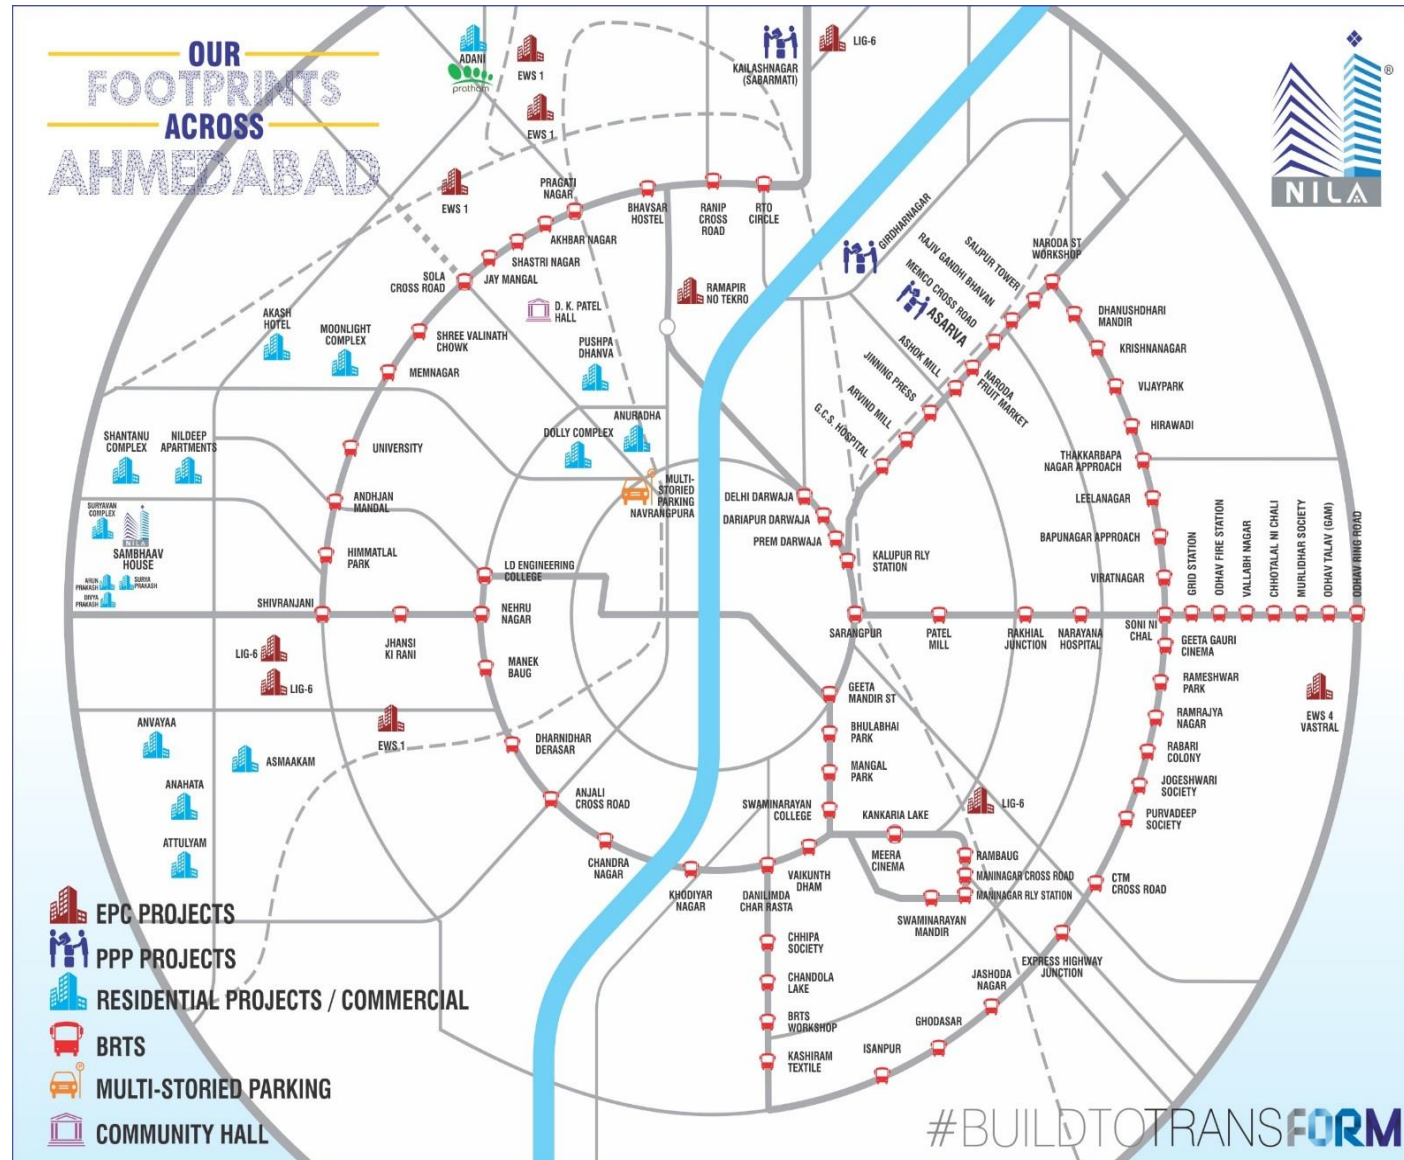 OUR
FOOTPRINTS
ACROSS
AHMEDABAD
ADANI
pratham
EWS 1
EWS 1
EWS 1
KAILASHNAGAR
(SABARMATI)
LIG-6
®
NILA
PRAGATI
NAGAR
BHAVSAR
HOSTEL
RANIP
CROSS
ROAD
RTO
CIRCLE
GIRDHARNAGAR
AKHBAR NAGAR
SHASTRI NAGAR
JAY MANGAL
SOLA
CROSS ROAD
RAMAPIR
NO TEKRO
D. K. PATEL
HALL
SAIJPUR TOWER
RAJIV GANDHI BHAVAN
MEMCO CROSS ROAD
ASARVA
NARODA ST
WORKSHOP
AKASH
HOTEL
MOONLIGHT
COMPLEX
SHREE VALINATH
CHOWK
MEMNAGAR
PUSHPA
DHANVA
ASHOK MILL
JINNING PRESS
ARVIND MILL
G.C.S. HOSPITAL
NARODA
FRUIT MARKET
DHANUSHDHARI
MANDIR
KRISHNANAGAR
VIJAYPARK
HIRAWADI
THAKKARBAPA
NAGAR APPROACH
LEELANAGAR
BAPUNAGAR APPROACH
VIRATNAGAR
SHANTANU
COMPLEX
NILDEEP
APARTMENTS
UNIVERSITY
DOLLY COMPLEX
ANURADHA
MULTI-
STORIED
PARKING
NAVRANGPURA
DELHI DARWAJA
DARIAPUR DARWAJA
PREM DARWAJA
KALUPUR RLY
STATION
SURYAVAN
COMPLEX
NILA
SAMBHAAV
HOUSE
ARUN
PRAKASH
SURYA
PRAKASH
DIVYA
PRAKASH
ANDHJAN
MANDAL
HIMMATLAL
PARK
SHIVRANJANI
LD ENGINEERING
COLLEGE
NEHRU
NAGAR
JHANSI
KI RANI
MANEK
BAUG
SARANGPUR
PATEL
MILL
RAKHIAL
JUNCTION
NARAYANA
HOSPITAL
SONI NI
CHAL
GRID STATION
ODHAV FIRE STATION
VALLABH NAGAR
CHHOTALAL NI CHALI
MURLIDHAR SOCIETY
ODHAV TALAV (GAM)
ODHAV RING ROAD
LIG-6
LIG-6
EWS 1
GEETA GAURI
CINEMA
RAMESHWAR
PARK
RAMRAJYA
NAGAR
RABARI
COLONY
JOGESHWARI
SOCIETY
PURVADEEP
SOCIETY
CTM
CROSS ROAD
EWS 4
VASTRAL
ANVAYAA
ASMAAKAM
ANAHATA
ATTULYAM
DHARNIDHAR
DERASAR
ANJALI
CROSS ROAD
CHANDRA
NAGAR
KHODIYAR
NAGAR
DANILIMDA
CHAR RASTA
VAIKUNTH
DHAM
GEETA
MANDIR ST
BHULABHAI
PARK
MANGAL
PARK
SWAMINARAYAN
COLLEGE
KANKARIA LAKE
MEERA
CINEMA
LIG-6
RAMBAUG
MANINAGAR CROSS ROAD
MANINAGAR RLY STATION
SWAMINARAYAN
MANDIR
CHHIPA
SOCIETY
CHANDOLA
LAKE
BRTS
WORKSHOP
KASHIRAM
TEXTILE
EXPRESS HIGHWAY
JUNCTION
JASHODA
NAGAR
GHODASAR
ISANPUR
EPC PROJECTS
PPP PROJECTS
RESIDENTIAL PROJECTS / COMMERCIAL
BRTS
MULTI-STORIED PARKING
COMMUNITY HALL
#BUILDTOTRANSFORM